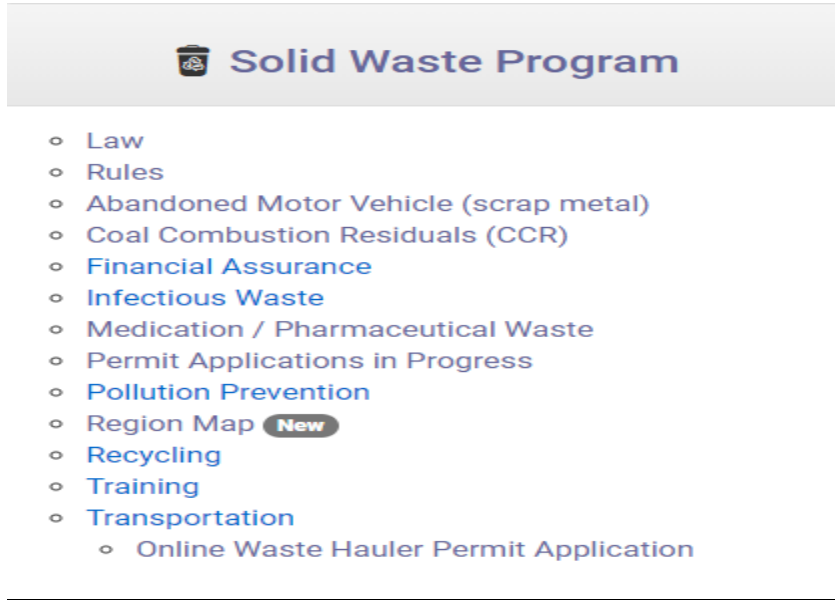 Solid Waste Program
Law
Rules
Abandoned Motor Vehicle (scrap metal)
Coal Combustion Residuals (CCR)
Financial Assurance
Infectious Waste
Medication / Pharmaceutical Waste
Permit Applications in Progress
Pollution Prevention
Region Map New
Recycling
Training
Transportation
Online Waste Hauler Permit Application